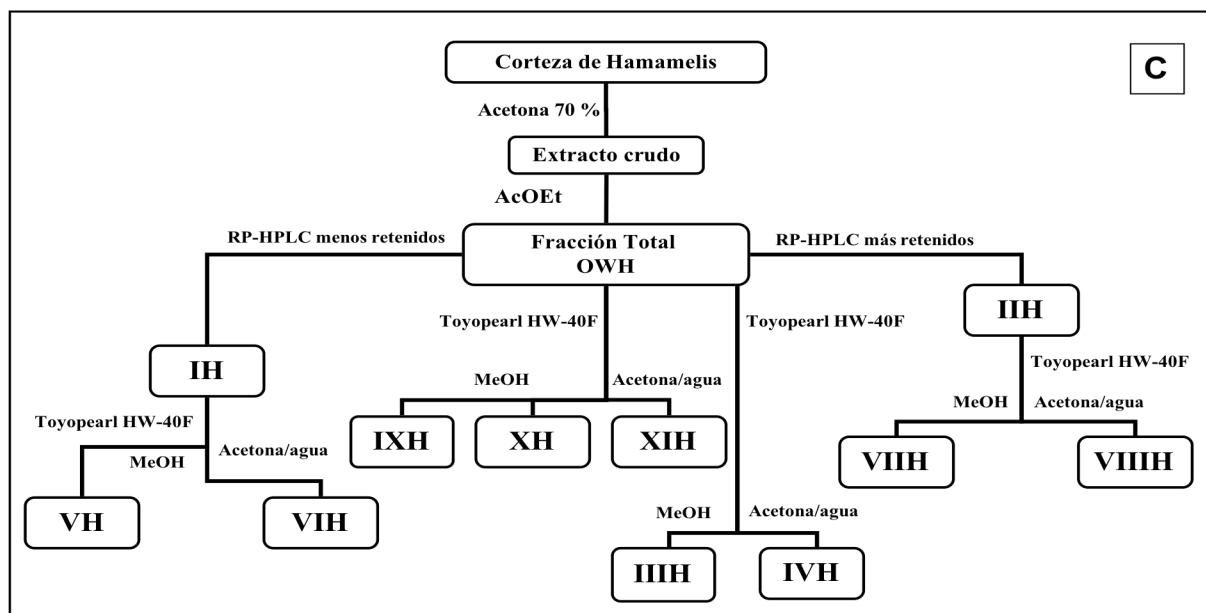 Corteza de Hamamelis
C
Acetona 70 %
Extracto crudo
AcOEt
RP-HPLC menos retenidos
Fracción Total
OWH
RP-HPLC más retenidos
IH
Toyopearl HW-40F
Toyopearl HW-40F
IIH
Toyopearl HW-40F
MeOH
Acetona/agua
MeOH
Acetona/agua
Toyopearl HW-40F
MeOH
Acetona/agua
IXH
XH
XIH
VIIH
VIIIH
VH
VIH
MeOH
Acetona/agua
IIIH
IVH